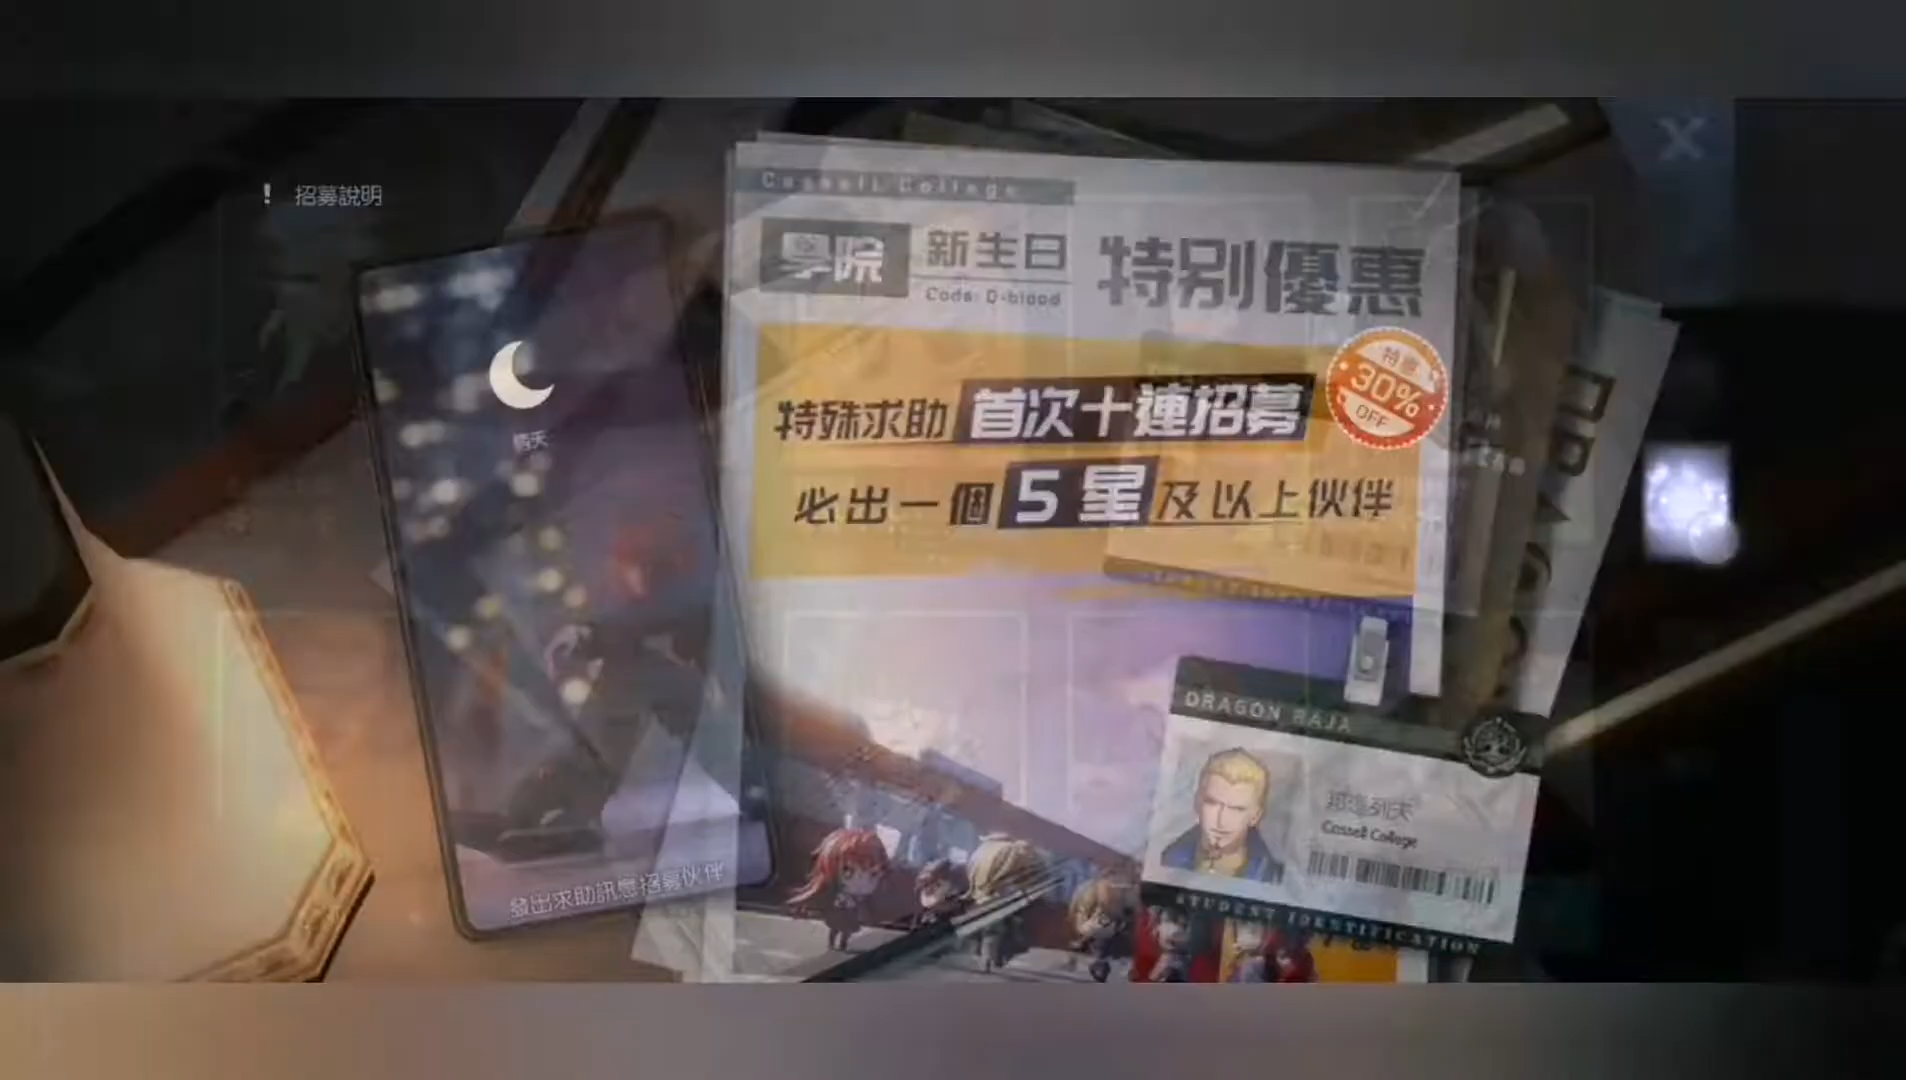 ! 招募說明
Cassell College
學院
新生日
Code: D-blood
特別優惠
特殊求助 首次十連招募
特惠
30%
OFF
必出一個 5 星 及以上伙伴
晴天
DRAGON RAJA
Cassell College
STUDENT IDENTIFICATION
發出求助訊息招募伙伴
X